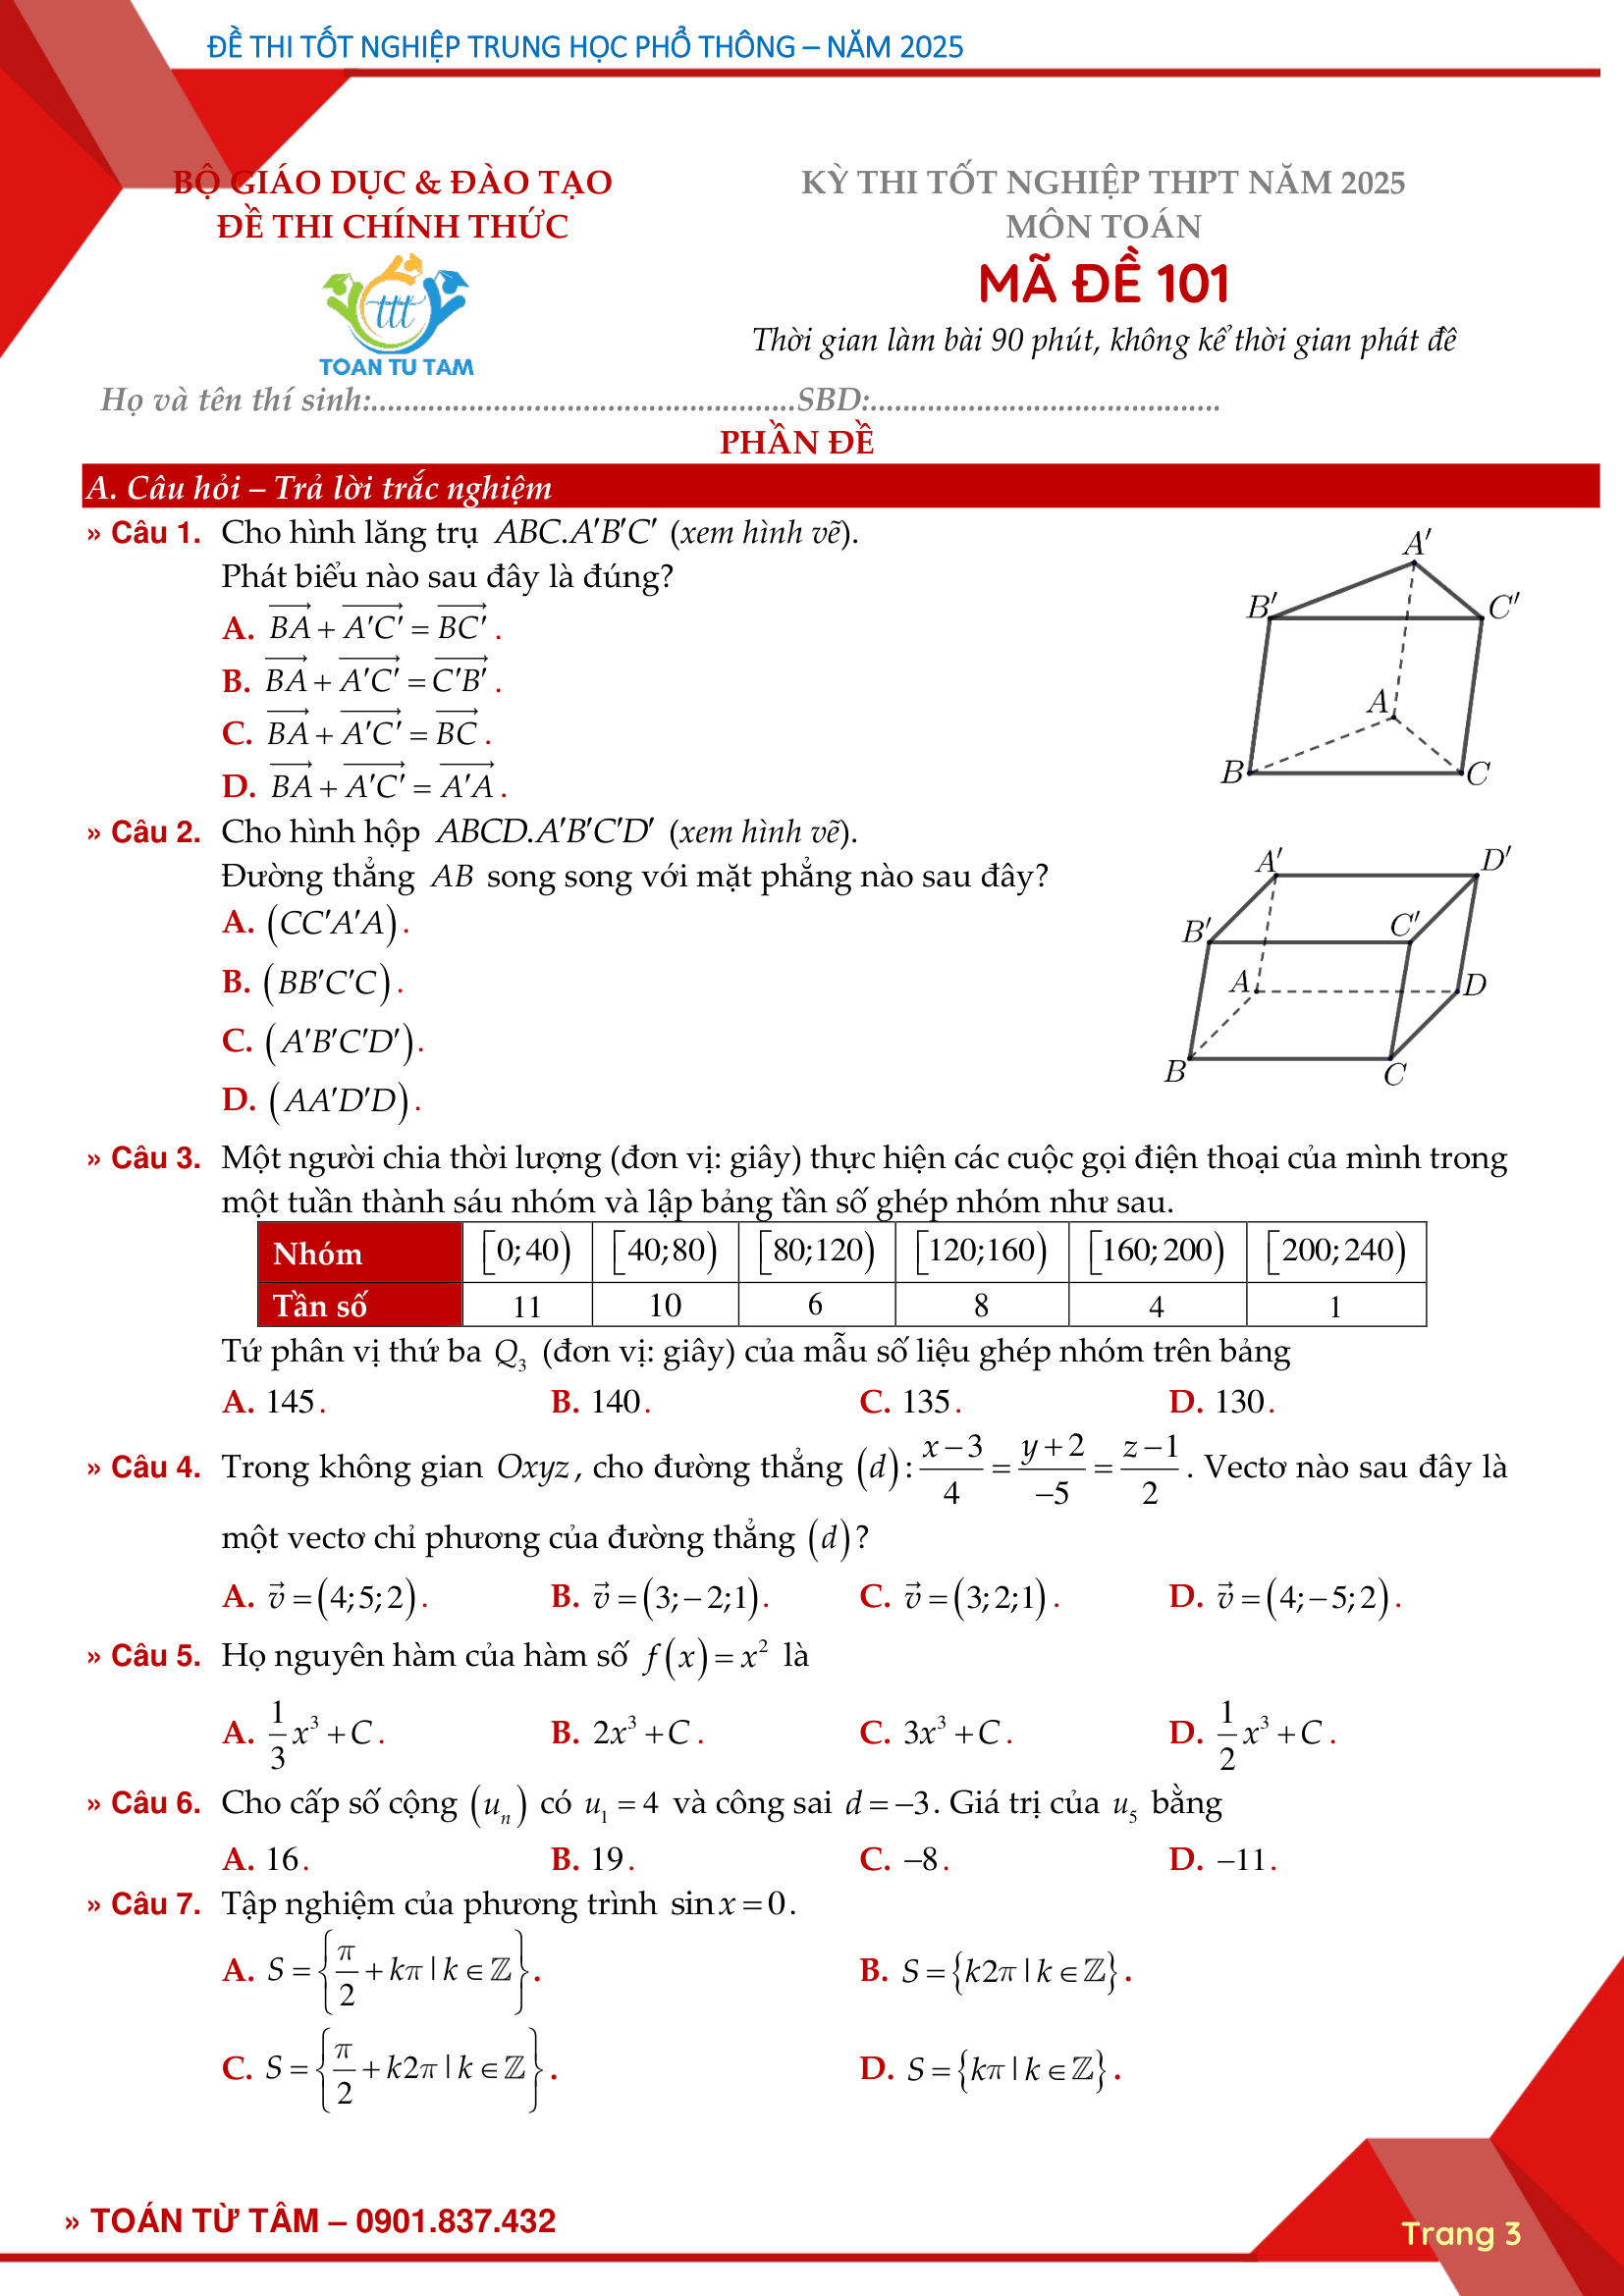 ĐỀ THI TỐT NGHIỆP TRUNG HỌC PHỔ THÔNG – NĂM 2025
BỘ GIÁO DỤC & ĐÀO TẠO
ĐỀ THI CHÍNH THỨC
ttt
TOAN TU TAM
KỲ THI TỐT NGHIỆP THPT NĂM 2025
MÔN TOÁN
MÃ ĐỀ 101
Thời gian làm bài 90 phút, không kể thời gian phát đề
Họ và tên thí sinh:....................................................SBD:...........................................
PHẦN ĐỀ
A. Câu hỏi – Trả lời trắc nghiệm
» Câu 1. Cho hình lăng trụ ABC.A′B′C′ (xem hình vẽ).
Phát biểu nào sau đây là đúng?
A. $\overrightarrow{BA}+\overrightarrow{A'C'}=\overrightarrow{BC'}$.
B. $\overrightarrow{BA}+\overrightarrow{A'C'}=\overrightarrow{C'B'}$.
C. $\overrightarrow{BA}+\overrightarrow{A'C'}=\overrightarrow{BC}$.
D. $\overrightarrow{BA}+\overrightarrow{A'C'}=\overrightarrow{A'A}$.
A′
B′ C′
A
B C
» Câu 2. Cho hình hộp ABCD.A′B′C′D′ (xem hình vẽ).
Đường thẳng AB song song với mặt phẳng nào sau đây?
A. (CC′A′A).
B. (BB′C′C).
C. (A′B′C′D′).
D. (AA′D′D).
A′ D′
B′ C′
A D
B C
» Câu 3. Một người chia thời lượng (đơn vị: giây) thực hiện các cuộc gọi điện thoại của mình trong
một tuần thành sáu nhóm và lập bảng tần số ghép nhóm như sau.
Nhóm [0;40) [40;80) [80;120) [120;160) [160;200) [200;240)
Tần số 11 10 6 8 4 1
Tứ phân vị thứ ba Q₃ (đơn vị: giây) của mẫu số liệu ghép nhóm trên bảng
A. 145. B. 140. C. 135. D. 130.
» Câu 4. Trong không gian Oxyz, cho đường thẳng $(d):\frac{x-3}{4}=\frac{y+2}{-5}=\frac{z-1}{2}$. Vectơ nào sau đây là
một vectơ chỉ phương của đường thẳng (d)?
A. $\vec{v}=(4;5;2)$. B. $\vec{v}=(3;-2;1)$. C. $\vec{v}=(3;2;1)$. D. $\vec{v}=(4;-5;2)$.
» Câu 5. Họ nguyên hàm của hàm số f(x) = x² là
A. $\frac{1}{3}x^3+C$. B. $2x^3+C$. C. $3x^3+C$. D. $\frac{1}{2}x^3+C$.
» Câu 6. Cho cấp số cộng (uₙ) có u₁ = 4 và công sai d = −3. Giá trị của u₅ bằng
A. 16. B. 19. C. −8. D. −11.
» Câu 7. Tập nghiệm của phương trình sin x = 0.
A. $S=\left\{\frac{\pi}{2}+k\pi \mid k\in\mathbb{Z}\right\}$. B. $S=\{k2\pi \mid k\in\mathbb{Z}\}$.
C. $S=\left\{\frac{\pi}{2}+k2\pi \mid k\in\mathbb{Z}\right\}$. D. $S=\{k\pi \mid k\in\mathbb{Z}\}$.
» TOÁN TỪ TÂM – 0901.837.432
Trang 3